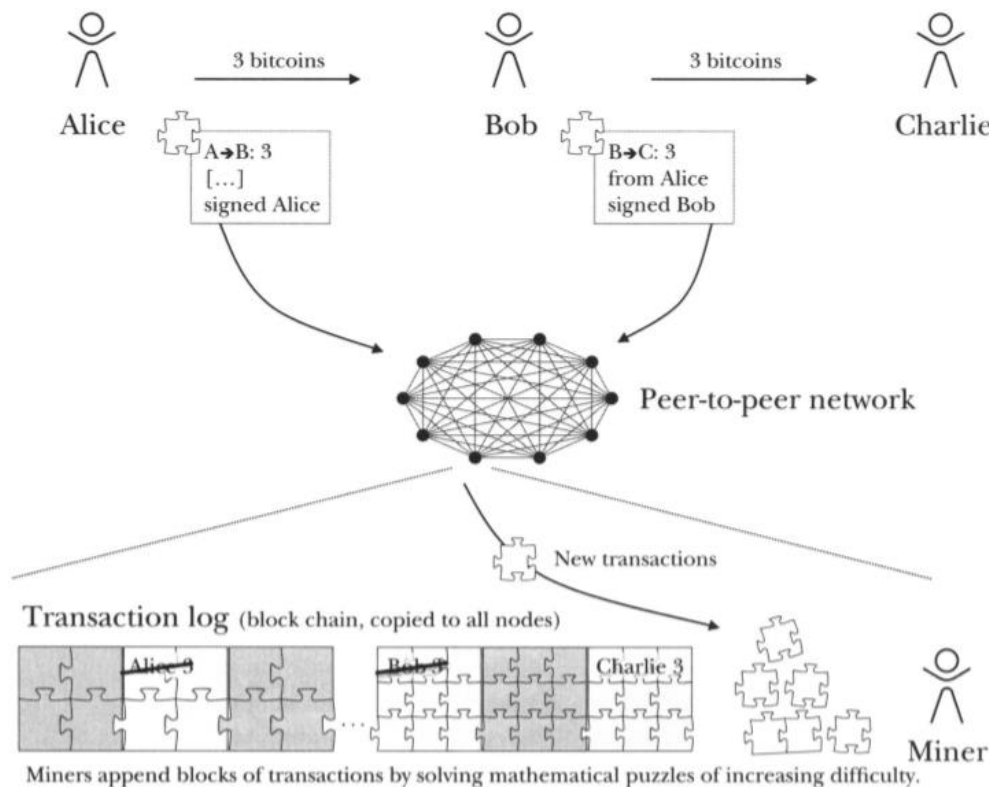 3 bitcoins
3 bitcoins
Alice
Bob
Charlie
A➔B: 3
[…]
signed Alice
B➔C: 3
from Alice
signed Bob
Peer-to-peer network
New transactions
Transaction log (block chain, copied to all nodes)
Alice 3
Bob 3
Charlie 3
Miner
Miners append blocks of transactions by solving mathematical puzzles of increasing difficulty.